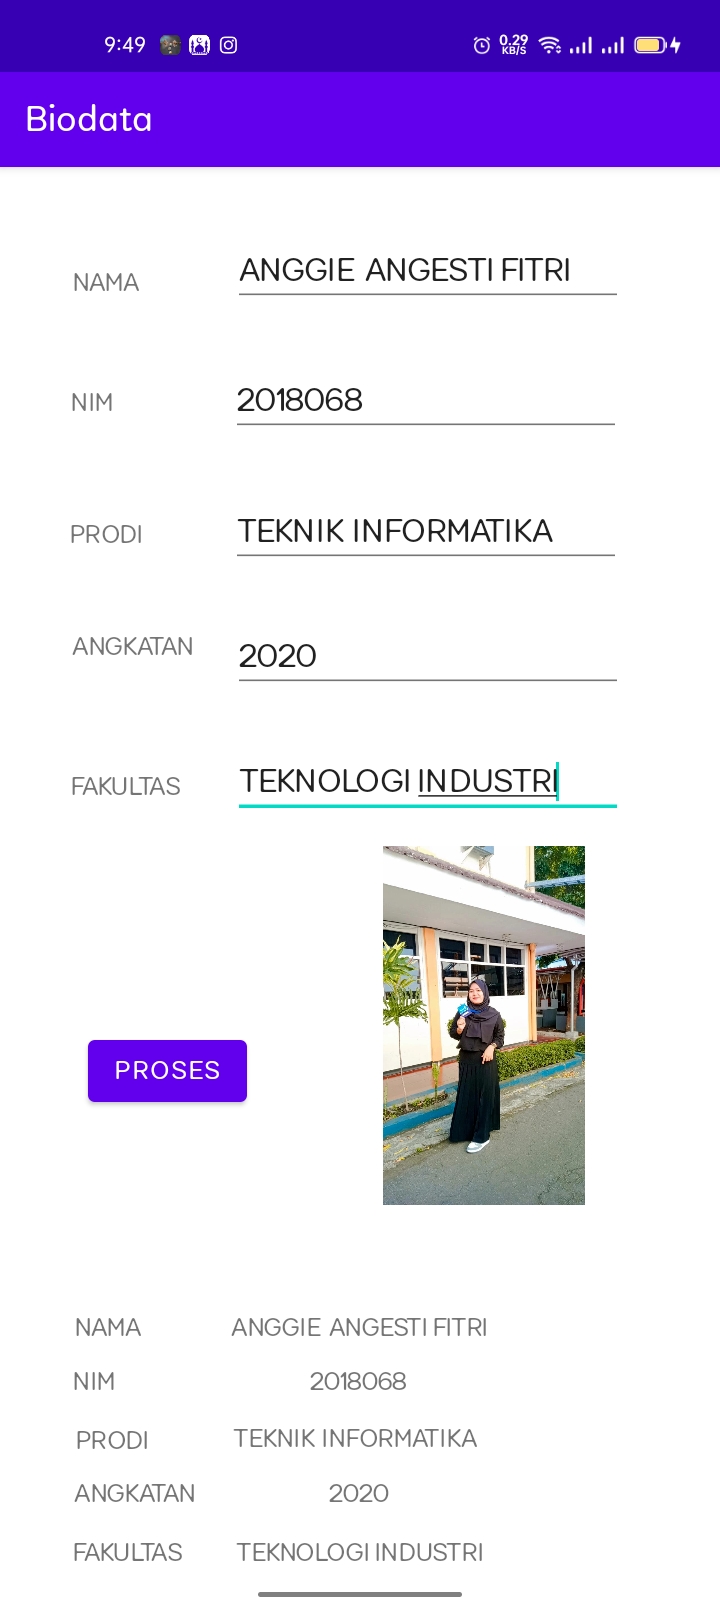 9:49 0.29 KB/S
Biodata
NAMA ANGGIE ANGESTI FITRI
NIM 2018068
PRODI TEKNIK INFORMATIKA
ANGKATAN 2020
FAKULTAS TEKNOLOGI INDUSTRI
PROSES
NAMA ANGGIE ANGESTI FITRI
NIM 2018068
PRODI TEKNIK INFORMATIKA
ANGKATAN 2020
FAKULTAS TEKNOLOGI INDUSTRI